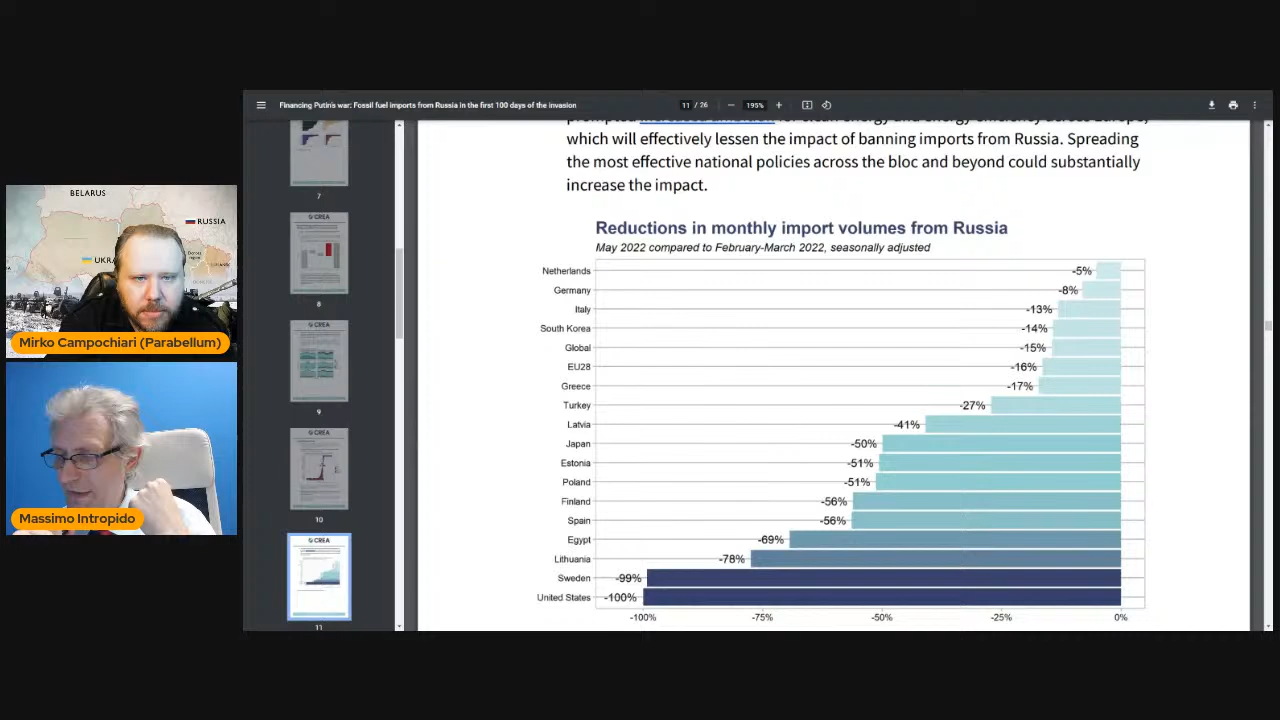 Financing Putin's war: Fossil fuel imports from Russia in the first 100 days of the invasion
11 / 26
195%
7
CREA
8
CREA
9
CREA
10
CREA
11
BELARUS
RUSSIA
UKRA
Mirko Campochiari (Parabellum)
Massimo Intropido
which will effectively lessen the impact of banning imports from Russia. Spreading
the most effective national policies across the bloc and beyond could substantially
increase the impact.
Reductions in monthly import volumes from Russia
May 2022 compared to February-March 2022, seasonally adjusted
Netherlands -5%
Germany -8%
Italy -13%
South Korea -14%
Global -15%
EU28 -16%
Greece -17%
Turkey -27%
Latvia -41%
Japan -50%
Estonia -51%
Poland -51%
Finland -56%
Spain -56%
Egypt -69%
Lithuania -78%
Sweden -99%
United States -100%
-100% -75% -50% -25% 0%